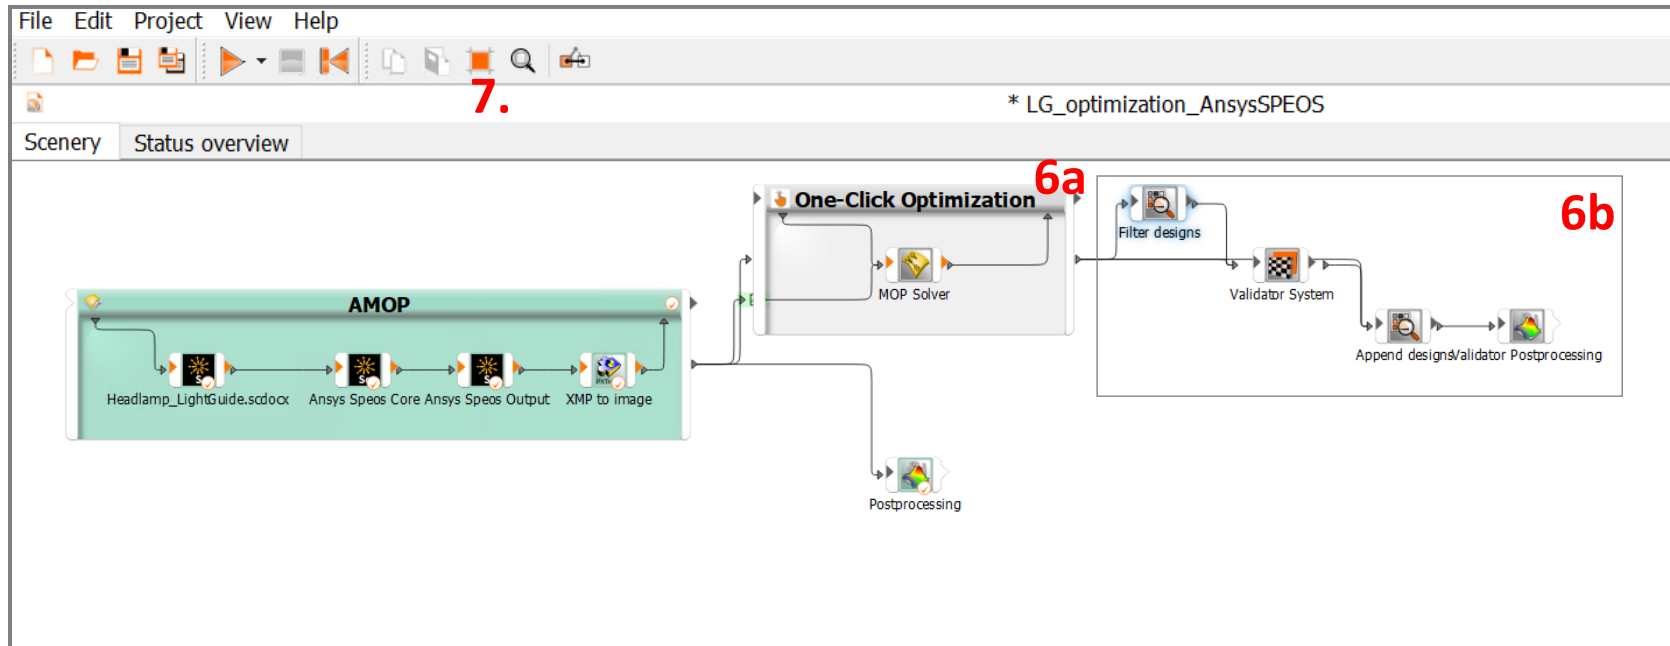 File Edit Project View Help
7.
* LG_optimization_AnsysSPEOS
Scenery Status overview
6a
One-Click Optimization
6b
Filter designs
MOP Solver
Validator System
AMOP
Append designs Validator Postprocessing
Headlamp_LightGuide.scdocx Ansys Speos Core Ansys Speos Output XMP to image
Postprocessing